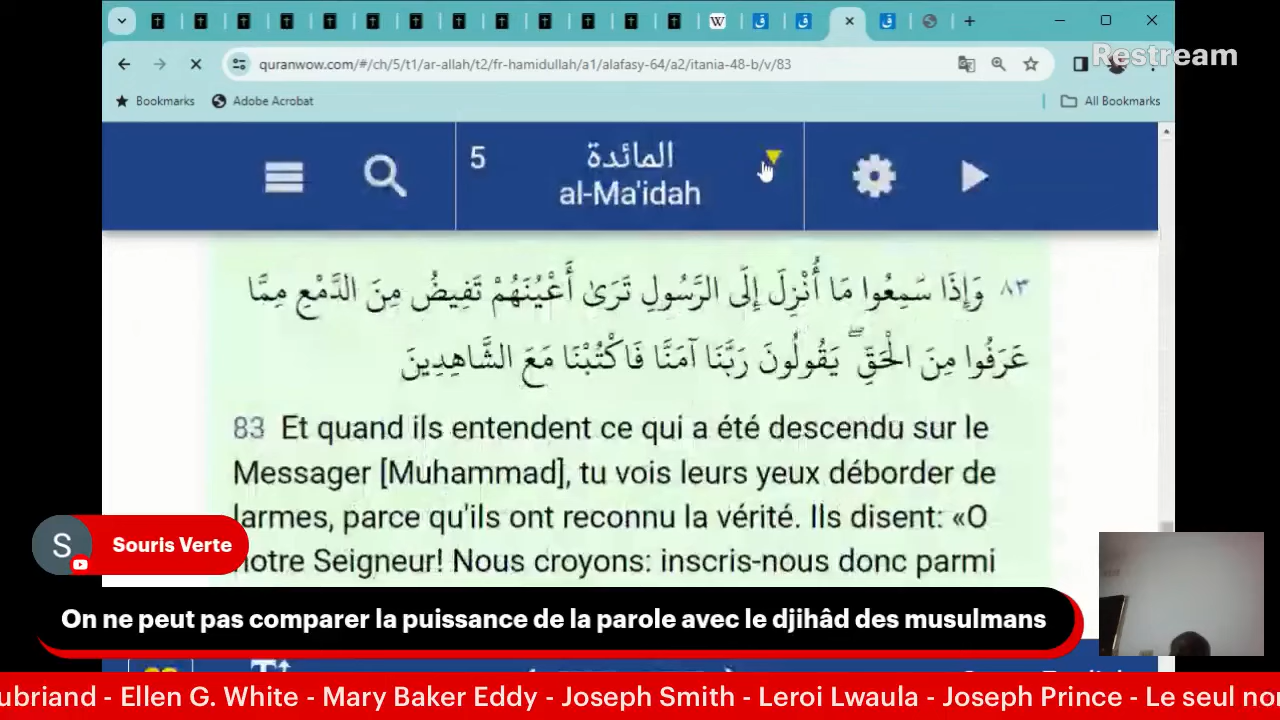 W
Restream
quranwow.com/#/ch/5/t1/ar-allah/t2/fr-hamidullah/a1/alafasy-64/a2/itania-48-b/v/83
Bookmarks
Adobe Acrobat
All Bookmarks
5
المائدة
al-Ma'idah
٨٣ وَإِذَا سَمِعُوا مَا أُنْزِلَ إِلَى الرَّسُولِ تَرَىٰ أَعْيُنَهُمْ تَفِيضُ مِنَ الدَّمْعِ مِمَّا
عَرَفُوا مِنَ الْحَقِّ ۖ يَقُولُونَ رَبَّنَا آمَنَّا فَاكْتُبْنَا مَعَ الشَّاهِدِينَ
83 Et quand ils entendent ce qui a été descendu sur le
Messager [Muhammad], tu vois leurs yeux déborder de
larmes, parce qu'ils ont reconnu la vérité. Ils disent: «O
notre Seigneur! Nous croyons: inscris-nous donc parmi
S
Souris Verte
On ne peut pas comparer la puissance de la parole avec le djihâd des musulmans
ubriand - Ellen G. White - Mary Baker Eddy - Joseph Smith - Leroi Lwaula - Joseph Prince - Le seul no